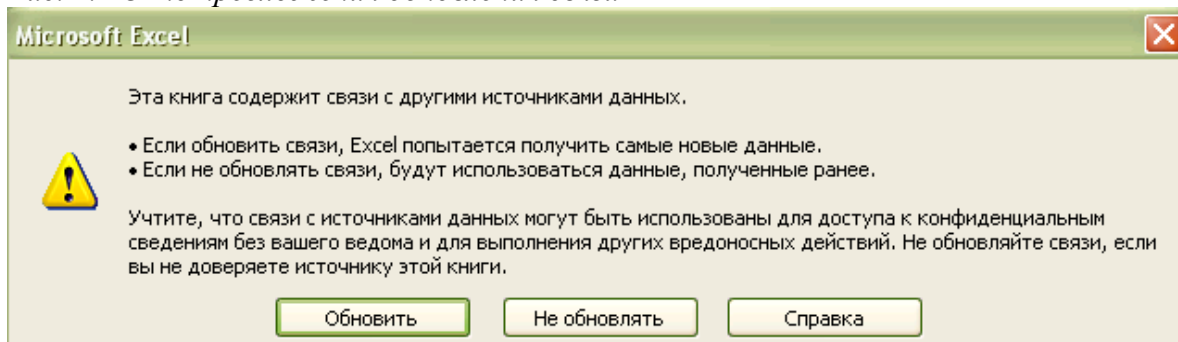 Microsoft Excel
Эта книга содержит связи с другими источниками данных.
• Если обновить связи, Excel попытается получить самые новые данные.
• Если не обновлять связи, будут использоваться данные, полученные ранее.
Учтите, что связи с источниками данных могут быть использованы для доступа к конфиденциальным
сведениям без вашего ведома и для выполнения других вредоносных действий. Не обновляйте связи, если
вы не доверяете источнику этой книги.
Обновить Не обновлять Справка